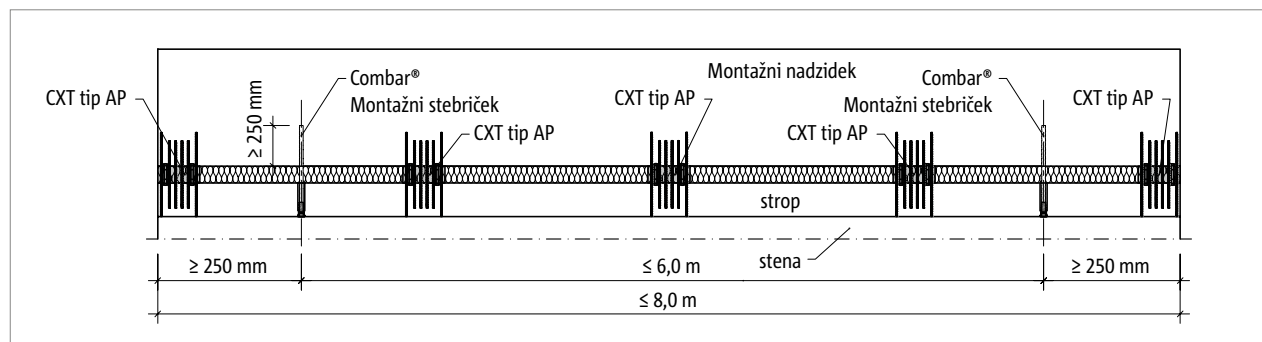 CXT tip AP
≥ 250 mm
Combar®
Montažni stebriček
CXT tip AP
Montažni nadzidek
CXT tip AP
Combar®
Montažni stebriček
CXT tip AP
CXT tip AP
strop
stena
≥ 250 mm
≤ 6,0 m
≥ 250 mm
≤ 8,0 m